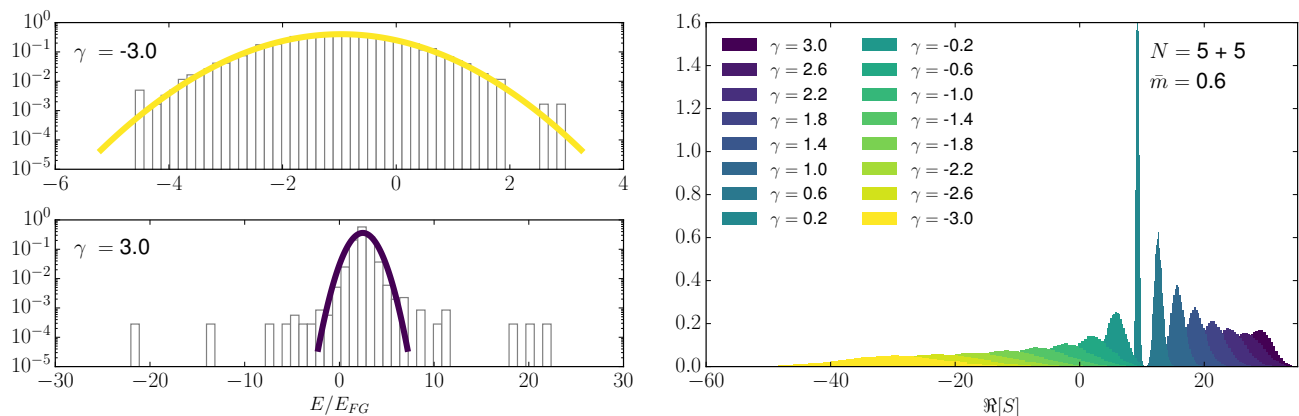 10⁰
10⁻¹
10⁻²
10⁻³
10⁻⁴
10⁻⁵
γ = -3.0
−6 −4 −2 0 2 4
10⁰
10⁻¹
10⁻²
10⁻³
10⁻⁴
10⁻⁵
γ = 3.0
−30 −20 −10 0 10 20 30
E/E_{FG}
1.6
1.4
1.2
1.0
0.8
0.6
0.4
0.2
0.0
γ = 3.0 γ = -0.2
γ = 2.6 γ = -0.6
γ = 2.2 γ = -1.0
γ = 1.8 γ = -1.4
γ = 1.4 γ = -1.8
γ = 1.0 γ = -2.2
γ = 0.6 γ = -2.6
γ = 0.2 γ = -3.0
N = 5 + 5
m̄ = 0.6
−60 −40 −20 0 20
ℜ[S]